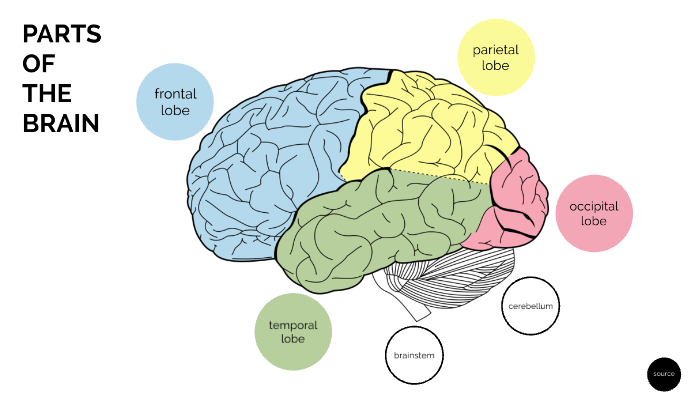 PARTS
OF
THE
BRAIN
parietal
lobe
frontal
lobe
occipital
lobe
cerebellum
temporal
lobe
brainstem
source